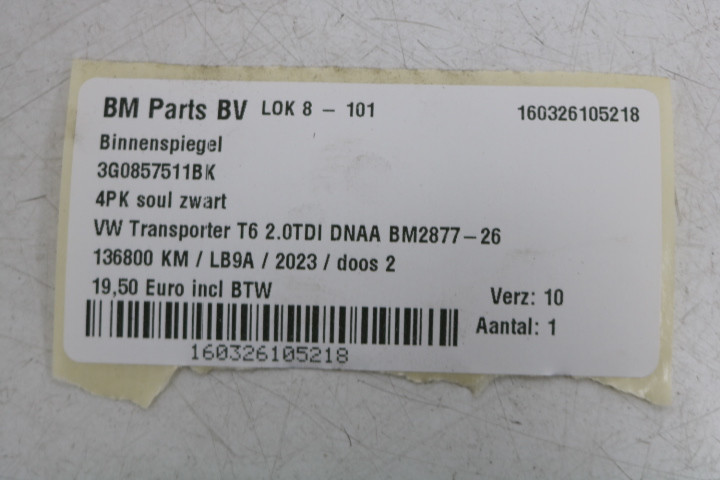 BM Parts BV LOK 8 - 101 160326105218
Binnenspiegel
3G0857511BK
4PK soul zwart
VW Transporter T6 2.0TDI DNAA BM2877-26
136800 KM / LB9A / 2023 / doos 2
19,50 Euro incl BTW Verz: 10
Aantal: 1
160326105218